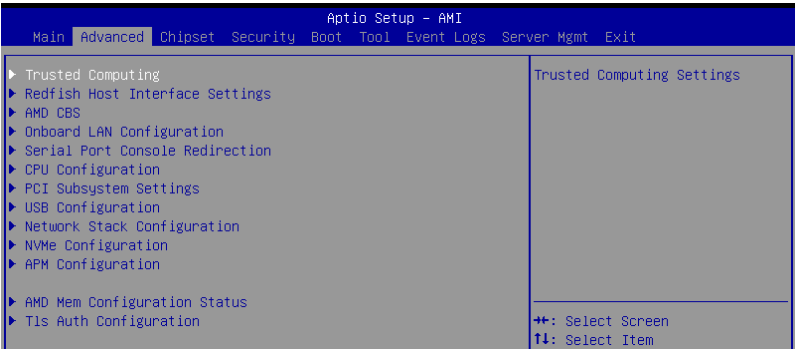 Aptio Setup – AMI
Main Advanced Chipset Security Boot Tool Event Logs Server Mgmt Exit
Trusted Computing
Trusted Computing Settings
Redfish Host Interface Settings
AMD CBS
Onboard LAN Configuration
Serial Port Console Redirection
CPU Configuration
PCI Subsystem Settings
USB Configuration
Network Stack Configuration
NVMe Configuration
APM Configuration
AMD Mem Configuration Status
Tls Auth Configuration
→←: Select Screen
↑↓: Select Item